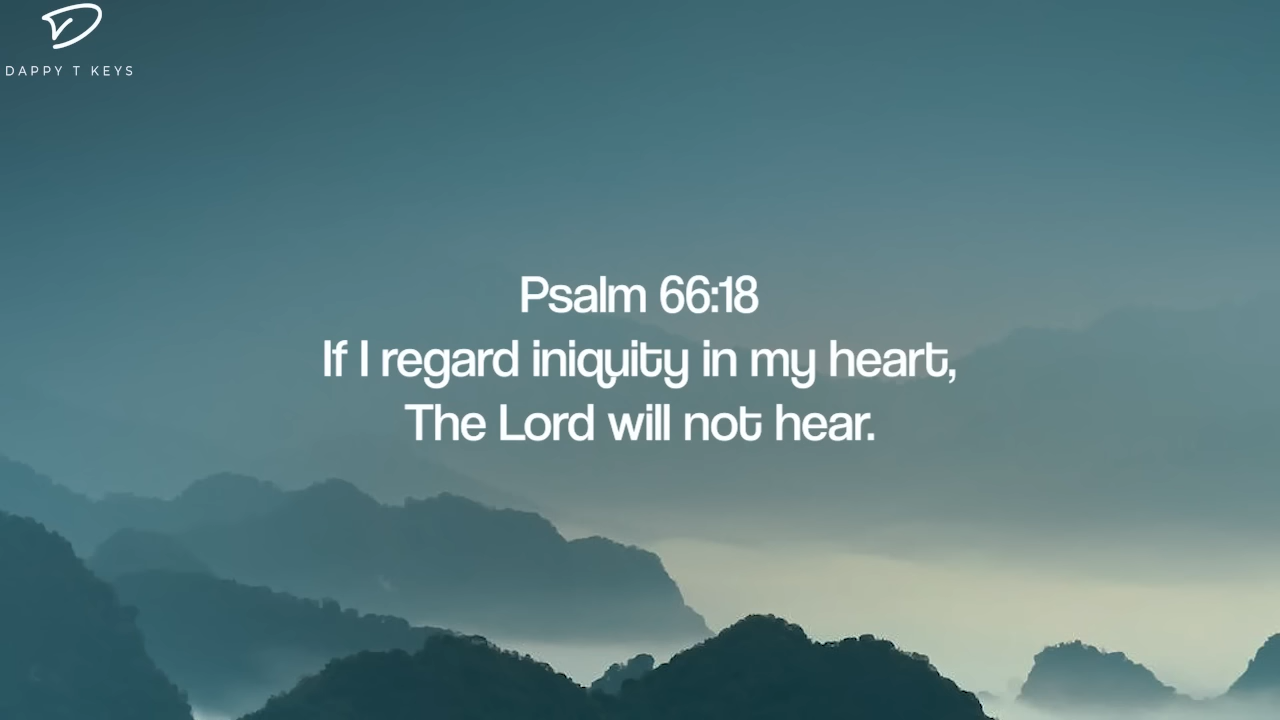 DAPPY T KEYS
Psalm 66:18
If I regard iniquity in my heart,
The Lord will not hear.